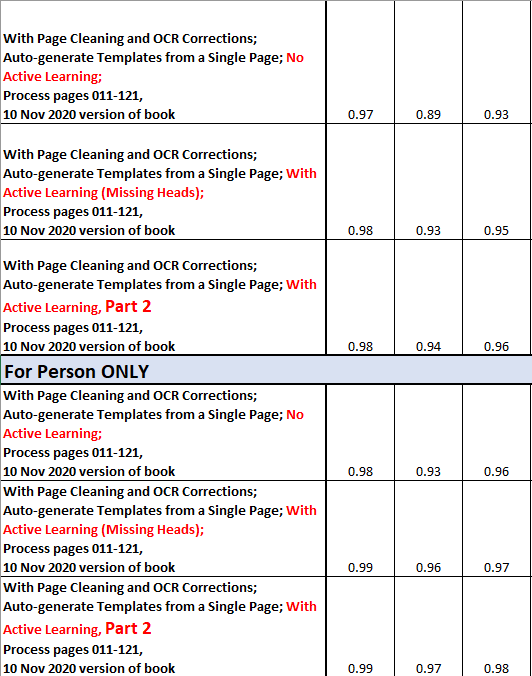 With Page Cleaning and OCR Corrections;
Auto-generate Templates from a Single Page; No
Active Learning;
Process pages 011-121,
10 Nov 2020 version of book 0.97 0.89 0.93
With Page Cleaning and OCR Corrections;
Auto-generate Templates from a Single Page; With
Active Learning (Missing Heads);
Process pages 011-121,
10 Nov 2020 version of book 0.98 0.93 0.95
With Page Cleaning and OCR Corrections;
Auto-generate Templates from a Single Page; With
Active Learning, Part 2
Process pages 011-121,
10 Nov 2020 version of book 0.98 0.94 0.96
For Person ONLY
With Page Cleaning and OCR Corrections;
Auto-generate Templates from a Single Page; No
Active Learning;
Process pages 011-121,
10 Nov 2020 version of book 0.98 0.93 0.96
With Page Cleaning and OCR Corrections;
Auto-generate Templates from a Single Page; With
Active Learning (Missing Heads);
Process pages 011-121,
10 Nov 2020 version of book 0.99 0.96 0.97
With Page Cleaning and OCR Corrections;
Auto-generate Templates from a Single Page; With
Active Learning, Part 2
Process pages 011-121,
10 Nov 2020 version of book 0.99 0.97 0.98